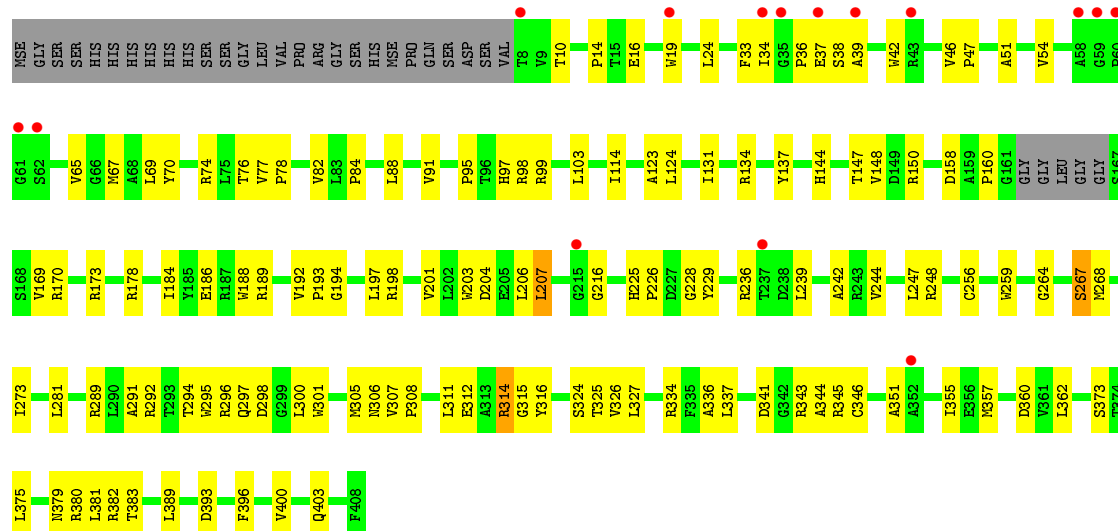 MSE GLY SER SER HIS HIS HIS HIS HIS HIS SER SER GLY LEU VAL PRO ARG GLY SER HIS MSE GLN SER ASP SER VAL T8 V9 T10 P14 T15 E16 W19 L24 F33 I34 G35 P36 E37 S38 A39 W42 R43 V46 P47 A51 V54 A58 G59
G61 S62 V65 G66 M67 A68 L69 Y70 R74 L75 T76 V77 P78 V82 L83 P84 L88 V91 P95 T96 H97 R98 R99 L103 I114 A123 L124 I131 R134 Y137 H144 T147 V148 D149 R150 D158 A159 P160 G161 GLY GLY LEU GLY GLY S167
S168 V169 R170 R173 R178 I184 Y185 E186 R187 W188 R189 V192 P193 G194 L197 R198 V201 L202 W203 D204 E205 L206 L207 G215 G216 H225 P226 D227 G228 Y229 R236 T237 D238 L239 A242 R243 V244 L247 R248 C256 W259 G264 S267 M268
I273 L281 R289 L290 A291 R292 T293 T294 W295 R296 Q297 D298 G299 L300 W301 M305 N306 V307 P308 L311 E312 A313 R314 G315 Y316 S324 T325 V326 L327 R334 F335 A336 L337 D341 G342 R343 A344 R345 C346 A351 A352 I355 E356 M357 D360 V361 L362 S373 T374
L375 N379 R380 L381 R382 T383 L389 D393 F396 V400 Q403 F408